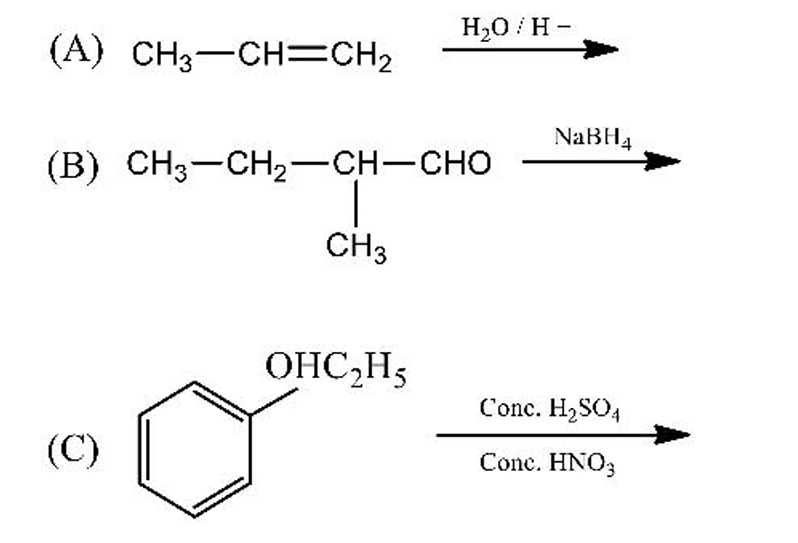 (A) CH₃—CH=CH₂ H₂O / H −
(B) CH₃—CH₂—CH—CHO NaBH₄
CH₃
OHC₂H₅
(C) Conc. H₂SO₄
Conc. HNO₃